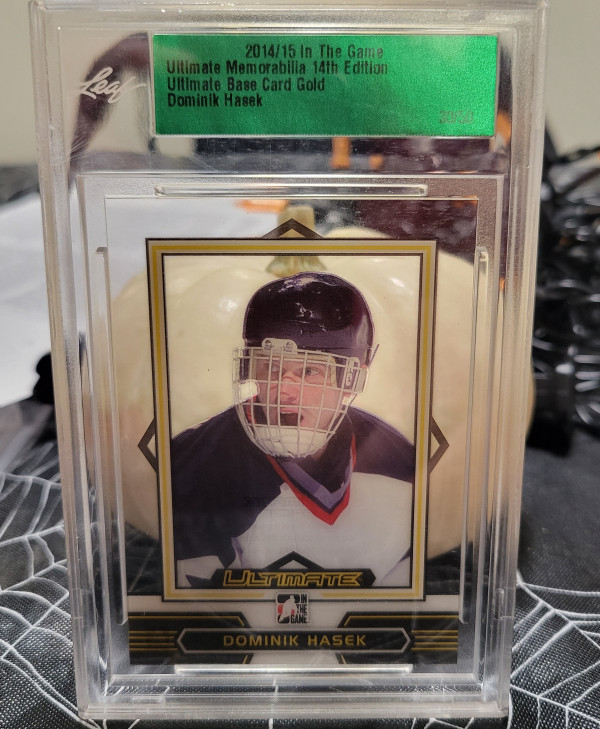 Leaf
2014/15 In The Game
Ultimate Memorabilia 14th Edition
Ultimate Base Card Gold
Dominik Hasek
ULTIMATE
IN
THE
GAME
DOMINIK HASEK